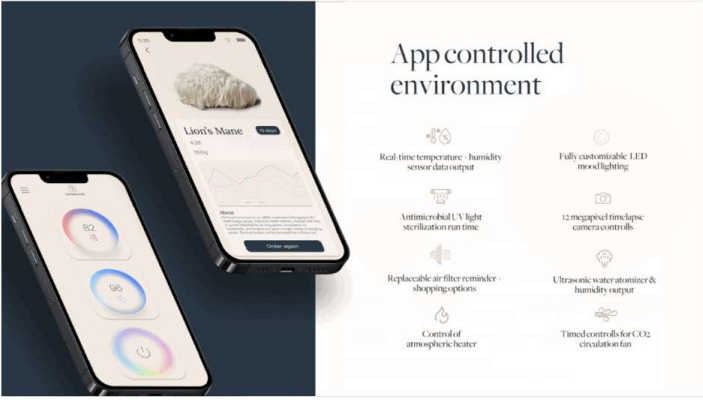 App controlled
environment
Real-time temperature + humidity
sensor data output
Fully customizable LED
mood lighting
Antimicrobial UV light
sterilization run time
12 megapixel timelapse
camera controls
Replaceable air filter reminder +
shopping options
Ultrasonic water atomizer &
humidity output
Control of
atmospheric heater
Timed controls for CO2
circulation fan
Lion's Mane
Order again
82
98